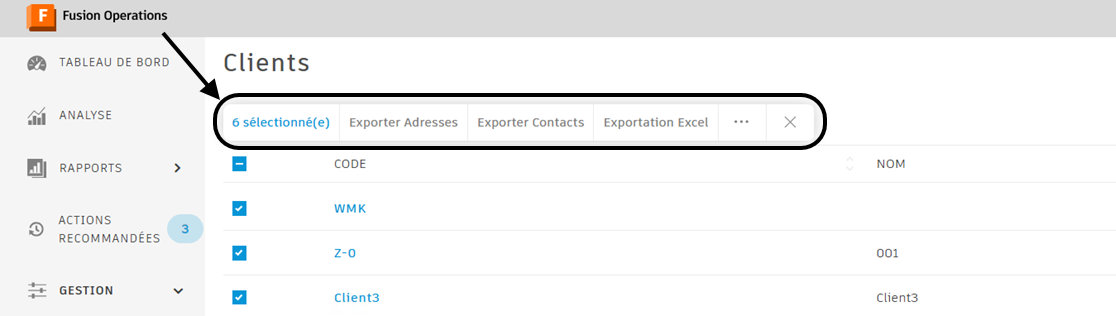 Fusion Operations
TABLEAU DE BORD
ANALYSE
RAPPORTS
ACTIONS
RECOMMANDÉES
3
GESTION
Clients
6 sélectionné(e) Exporter Adresses Exporter Contacts Exportation Excel ...
CODE NOM
WMK
Z-0 001
Client3 Client3